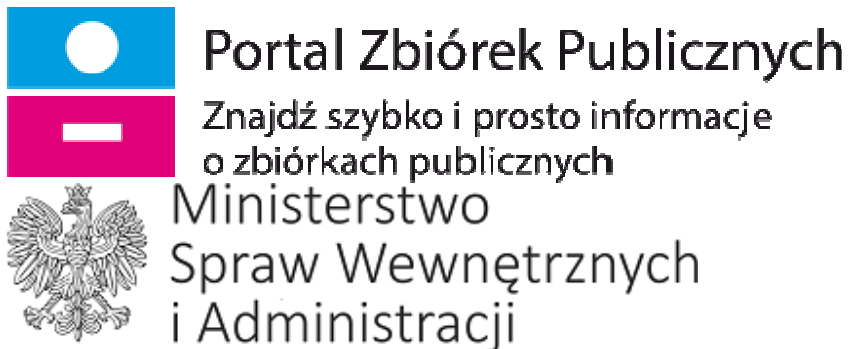 Portal Zbiórek Publicznych
Znajdź szybko i prosto informacje
o zbiórkach publicznych
Ministerstwo
Spraw Wewnętrznych
i Administracji